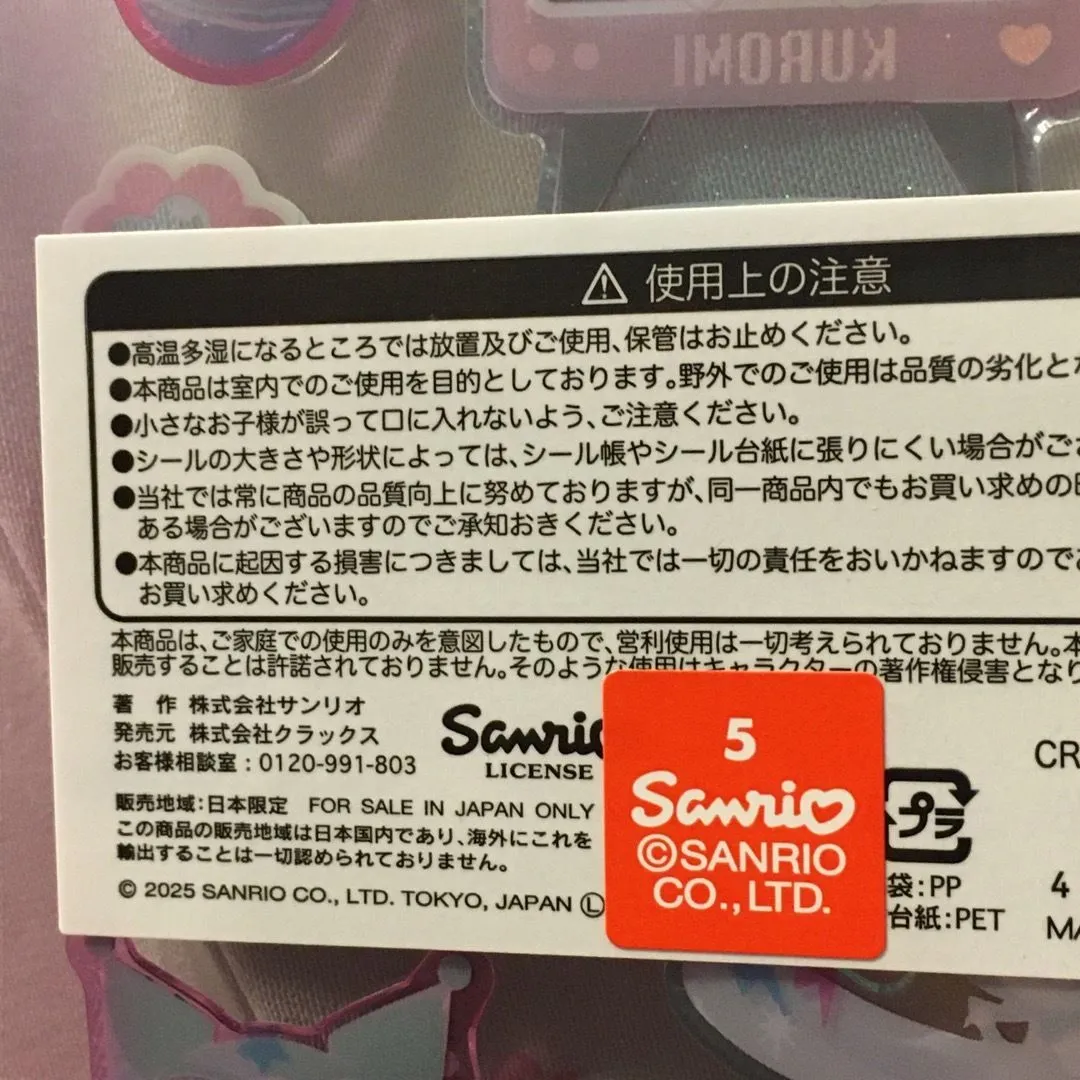 KUROMI
使用上の注意
●高温多湿になるところでは放置及びご使用、保管はお止めください。
●本商品は室内でのご使用を目的としております。野外でのご使用は品質の劣化と
●小さなお子様が誤って口に入れないよう、ご注意ください。
●シールの大きさや形状によっては、シール帳やシール台紙に張りにくい場合がご
●当社では常に商品の品質向上に努めておりますが、同一商品内でもお買い求めの
ある場合がございますのでご承知おきください。
●本商品に起因する損害につきましては、当社では一切の責任をおいかねますので
お買い求めください。
本商品は、ご家庭での使用のみを意図したもので、営利使用は一切考えられておりません。本
販売することは許諾されておりません。そのような使用はキャラクターの著作権侵害となり
著 作 株式会社サンリオ
発売元 株式会社クラックス
お客様相談室：0120-991-803
Sanrio
LICENSE
販売地域：日本限定 FOR SALE IN JAPAN ONLY
この商品の販売地域は日本国内であり、海外にこれを
輸出することは一切認められておりません。
© 2025 SANRIO CO., LTD. TOKYO, JAPAN Ⓛ
5
Sanrio
©SANRIO
CO., LTD.
プラ
袋：PP
台紙：PET
CR
4
MA